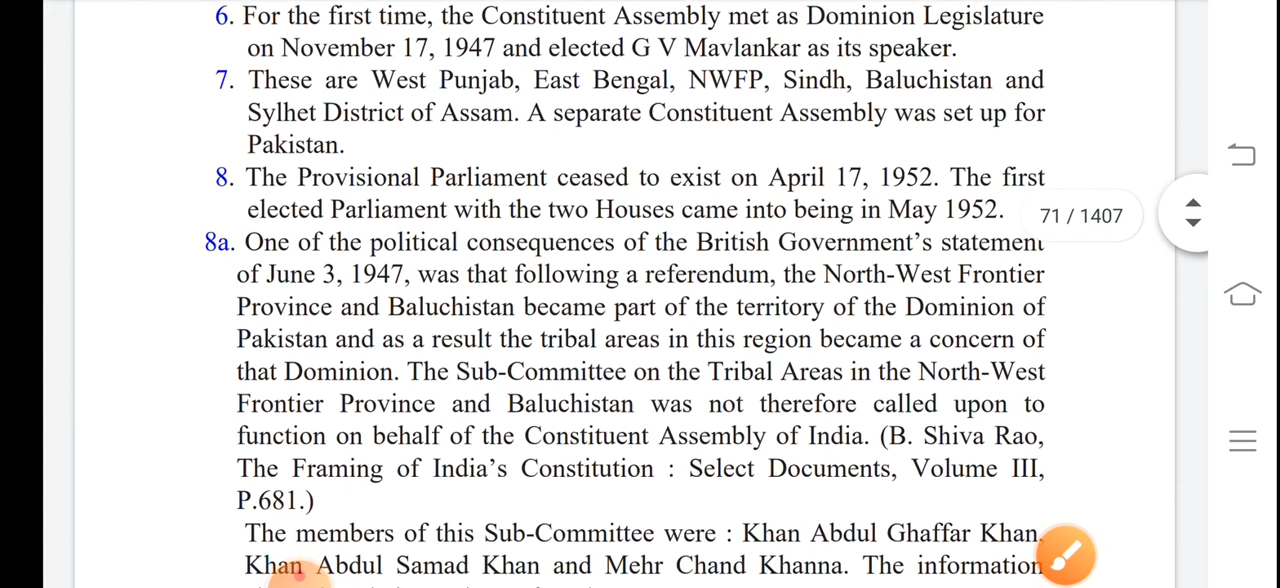 6. For the first time, the Constituent Assembly met as Dominion Legislature
on November 17, 1947 and elected G V Mavlankar as its speaker.
7. These are West Punjab, East Bengal, NWFP, Sindh, Baluchistan and
Sylhet District of Assam. A separate Constituent Assembly was set up for
Pakistan.
8. The Provisional Parliament ceased to exist on April 17, 1952. The first
elected Parliament with the two Houses came into being in May 1952.
71 / 1407
8a. One of the political consequences of the British Government’s statement
of June 3, 1947, was that following a referendum, the North-West Frontier
Province and Baluchistan became part of the territory of the Dominion of
Pakistan and as a result the tribal areas in this region became a concern of
that Dominion. The Sub-Committee on the Tribal Areas in the North-West
Frontier Province and Baluchistan was not therefore called upon to
function on behalf of the Constituent Assembly of India. (B. Shiva Rao,
The Framing of India’s Constitution : Select Documents, Volume III,
P.681.)
The members of this Sub-Committee were : Khan Abdul Ghaffar Khan,
Khan Abdul Samad Khan and Mehr Chand Khanna. The information